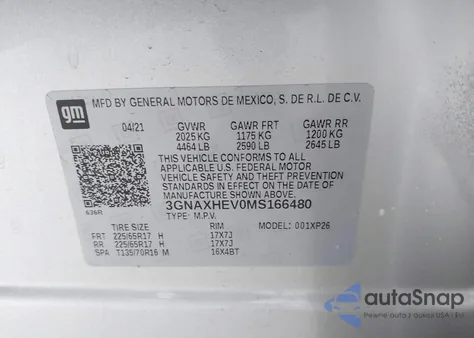 gm
MFD BY GENERAL MOTORS DE MEXICO, S. DE R.L. DE C.V.
04/21 GVWR GAWR FRT GAWR RR
2025 KG 1175 KG 1200 KG
4464 LB 2590 LB 2645 LB
THIS VEHICLE CONFORMS TO ALL
APPLICABLE U.S. FEDERAL MOTOR
VEHICLE SAFETY AND THEFT PREVENTION
STANDARDS IN EFFECT ON THE DATE OF
MANUFACTURE SHOWN ABOVE.
836R 3GNAXHEV0MS166480
TYPE: M.P.V. MODEL: 001XP26
TIRE SIZE RIM
FRT 225/65R17 H 17X7J
RR 225/65R17 H 17X7J
SPA T135/70R16 M 16X4BT
autaSnap